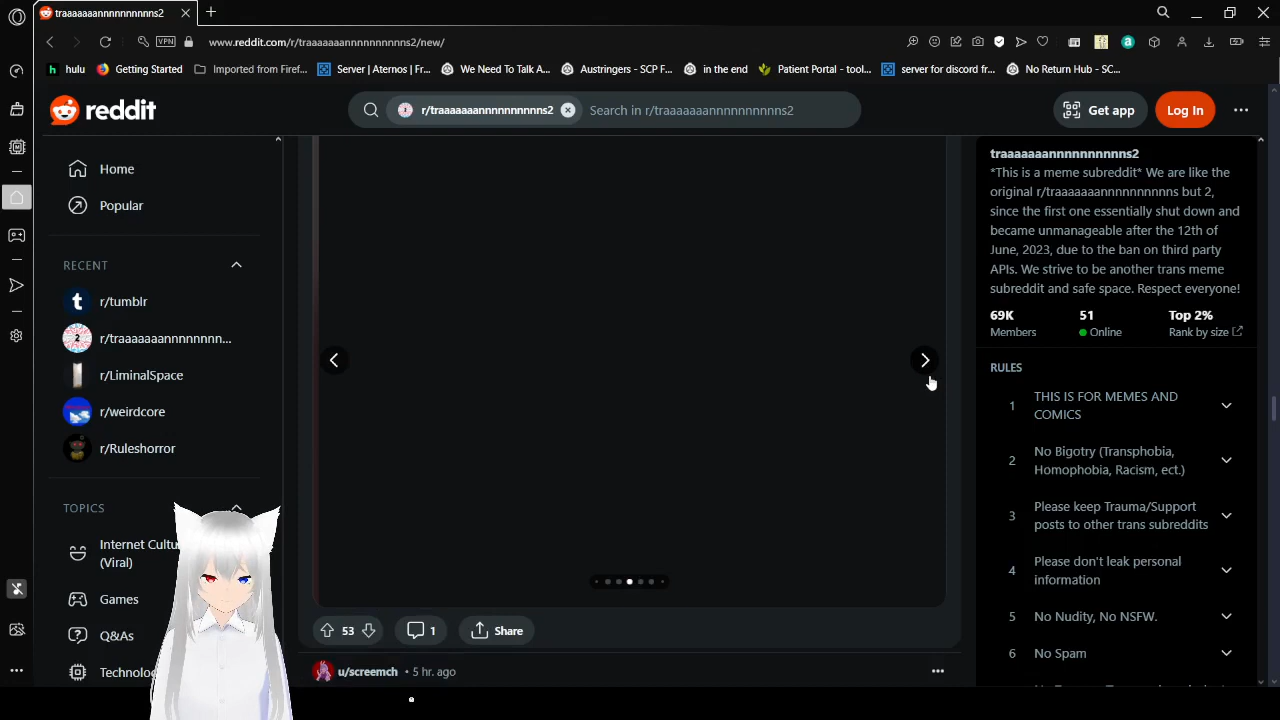 traaaaaaannnnnnnnnns2
www.reddit.com/r/traaaaaaannnnnnnnnns2/new/
VPN
hulu
Getting Started
Imported from Firef...
Server | Aternos | Fr...
We Need To Talk A...
Austringers - SCP F...
in the end
Patient Portal - tool...
server for discord fr...
No Return Hub - SC...
reddit
r/traaaaaaannnnnnnnnns2
Search in r/traaaaaaannnnnnnnnns2
Get app
Log In
Home
Popular
RECENT
r/tumblr
r/traaaaaaannnnnnn...
r/LiminalSpace
r/weirdcore
r/Ruleshorror
TOPICS
Internet Cultu
(Viral)
Games
Q&As
Technolo
53
1
Share
u/screemch • 5 hr. ago
traaaaaaannnnnnnnnns2
*This is a meme subreddit* We are like the
original r/traaaaaaannnnnnnnnns but 2,
since the first one essentially shut down and
became unmanageable after the 12th of
June, 2023, due to the ban on third party
APIs. We strive to be another trans meme
subreddit and safe space. Respect everyone!
69K 51 Top 2%
Members Online Rank by size
RULES
1 THIS IS FOR MEMES AND
COMICS
2 No Bigotry (Transphobia,
Homophobia, Racism, ect.)
3 Please keep Trauma/Support
posts to other trans subreddits
4 Please don't leak personal
information
5 No Nudity, No NSFW.
6 No Spam